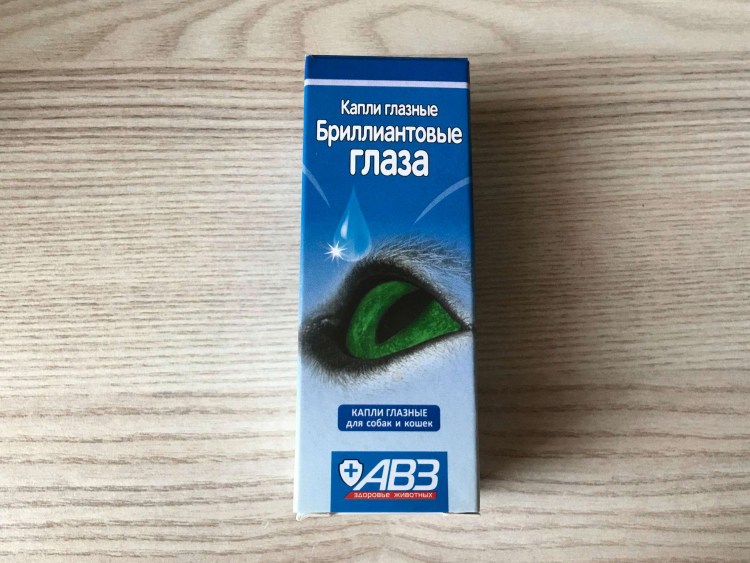 Капли глазные
Бриллиантовые
глаза
КАПЛИ ГЛАЗНЫЕ
для собак и кошек
АВЗ
здоровье животных